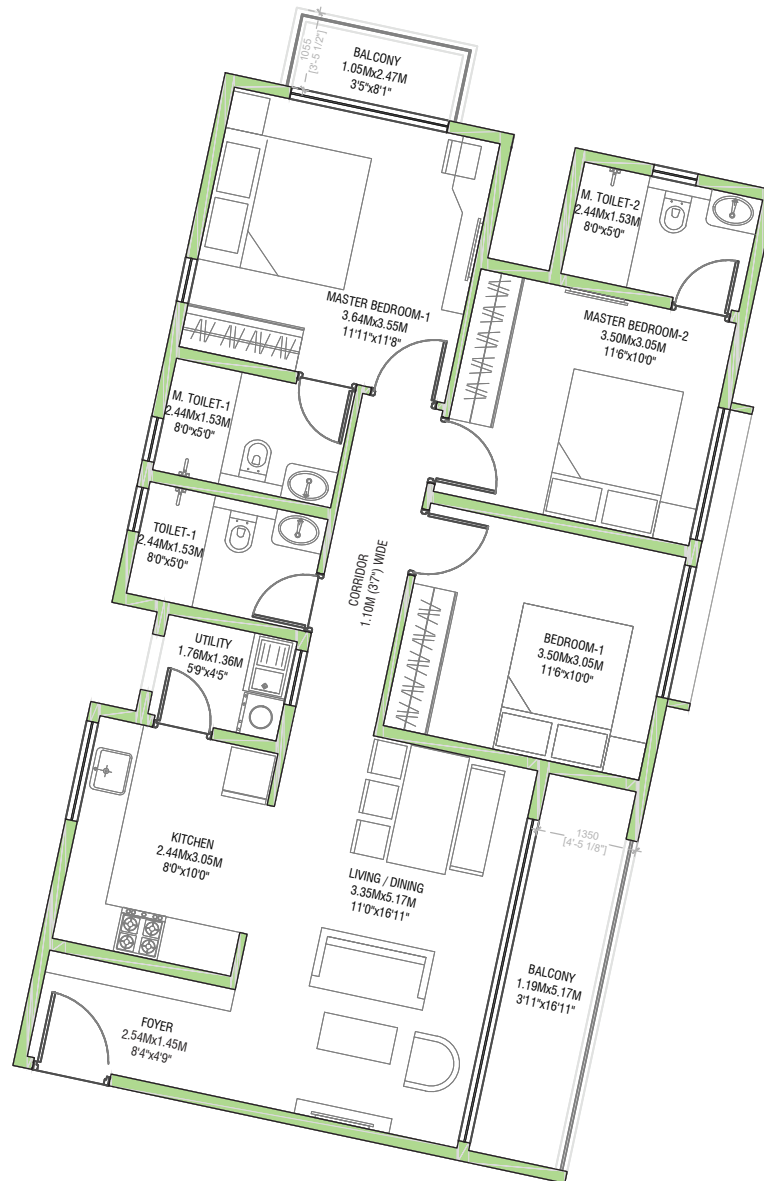 1055
[3'-5 1/2"]
BALCONY
1.05Mx2.47M
3'5"x8'1"
M. TOILET-2
2.44Mx1.53M
8'0"x5'0"
MASTER BEDROOM-1
3.64Mx3.55M
11'11"x11'8"
MASTER BEDROOM-2
3.50Mx3.05M
11'6"x10'0"
M. TOILET-1
2.44Mx1.53M
8'0"x5'0"
TOILET-1
2.44Mx1.53M
8'0"x5'0"
CORRIDOR
1.10M (3'7") WIDE
UTILITY
1.76Mx1.36M
5'9"x4'5"
BEDROOM-1
3.50Mx3.05M
11'6"x10'0"
KITCHEN
2.44Mx3.05M
8'0"x10'0"
1350
[4'-5 1/8"]
LIVING / DINING
3.35Mx5.17M
11'0"x16'11"
BALCONY
1.19Mx5.17M
3'11"x16'11"
FOYER
2.54Mx1.45M
8'4"x4'9"